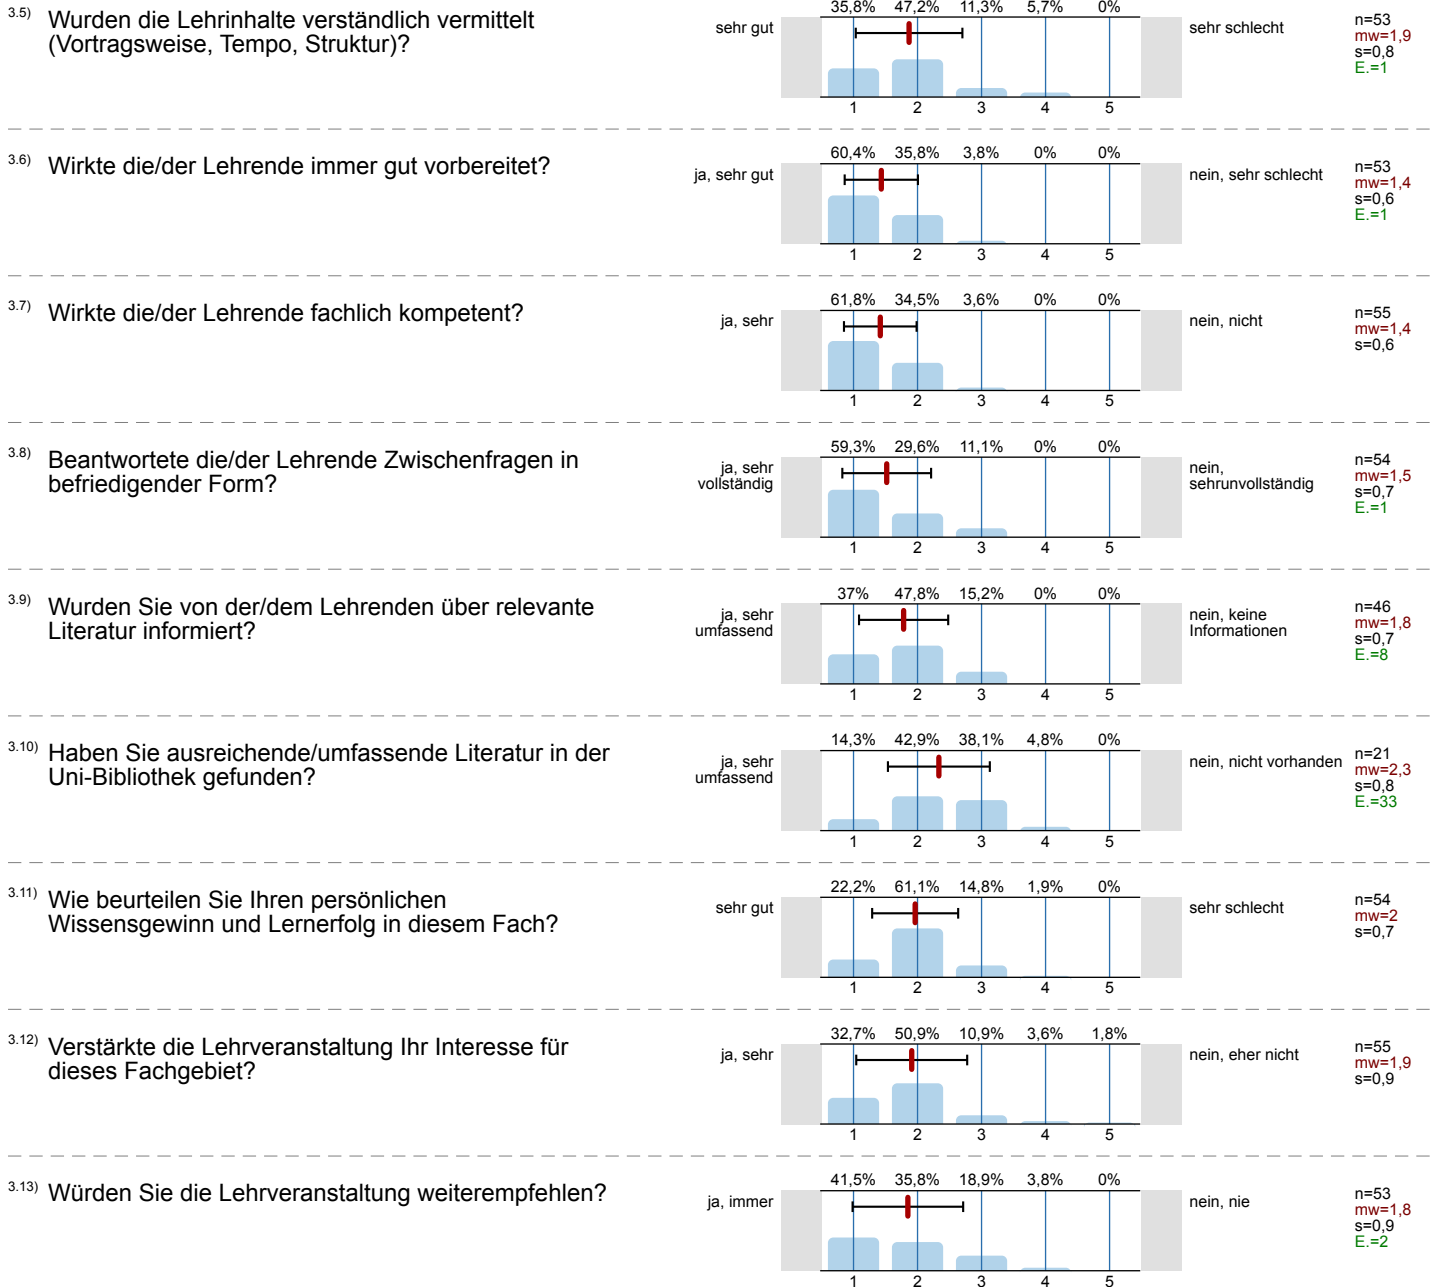 3.5) Wurden die Lehrinhalte verständlich vermittelt
(Vortragsweise, Tempo, Struktur)?
sehr gut
35,8% 47,2% 11,3% 5,7% 0%
1 2 3 4 5
sehr schlecht
n=53
mw=1,9
s=0,8
E.=1
3.6) Wirkte die/der Lehrende immer gut vorbereitet?
ja, sehr gut
60,4% 35,8% 3,8% 0% 0%
1 2 3 4 5
nein, sehr schlecht
n=53
mw=1,4
s=0,6
E.=1
3.7) Wirkte die/der Lehrende fachlich kompetent?
ja, sehr
61,8% 34,5% 3,6% 0% 0%
1 2 3 4 5
nein, nicht
n=55
mw=1,4
s=0,6
3.8) Beantwortete die/der Lehrende Zwischenfragen in
befriedigender Form?
ja, sehr
vollständig
59,3% 29,6% 11,1% 0% 0%
1 2 3 4 5
nein,
sehrunvollständig
n=54
mw=1,5
s=0,7
E.=1
3.9) Wurden Sie von der/dem Lehrenden über relevante
Literatur informiert?
ja, sehr
umfassend
37% 47,8% 15,2% 0% 0%
1 2 3 4 5
nein, keine
Informationen
n=46
mw=1,8
s=0,7
E.=8
3.10) Haben Sie ausreichende/umfassende Literatur in der
Uni-Bibliothek gefunden?
ja, sehr
umfassend
14,3% 42,9% 38,1% 4,8% 0%
1 2 3 4 5
nein, nicht vorhanden
n=21
mw=2,3
s=0,8
E.=33
3.11) Wie beurteilen Sie Ihren persönlichen
Wissensgewinn und Lernerfolg in diesem Fach?
sehr gut
22,2% 61,1% 14,8% 1,9% 0%
1 2 3 4 5
sehr schlecht
n=54
mw=2
s=0,7
3.12) Verstärkte die Lehrveranstaltung Ihr Interesse für
dieses Fachgebiet?
ja, sehr
32,7% 50,9% 10,9% 3,6% 1,8%
1 2 3 4 5
nein, eher nicht
n=55
mw=1,9
s=0,9
3.13) Würden Sie die Lehrveranstaltung weiterempfehlen?
ja, immer
41,5% 35,8% 18,9% 3,8% 0%
1 2 3 4 5
nein, nie
n=53
mw=1,8
s=0,9
E.=2